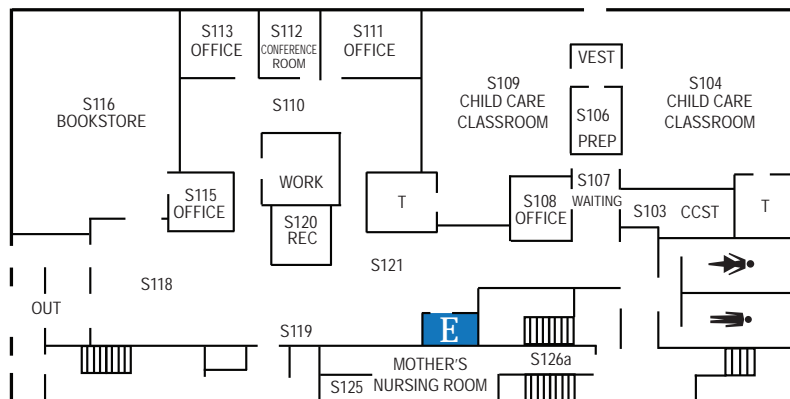 S113
OFFICE
S112
CONFERENCE
ROOM
S111
OFFICE
VEST
S116
BOOKSTORE
S110
S109
CHILD CARE
CLASSROOM
S106
PREP
S104
CHILD CARE
CLASSROOM
WORK
S115
OFFICE
S120
REC
T
S108
OFFICE
S107
WAITING
S103
CCST
T
S118
S121
OUT
S119
E
MOTHER'S
NURSING ROOM
S125
S126a